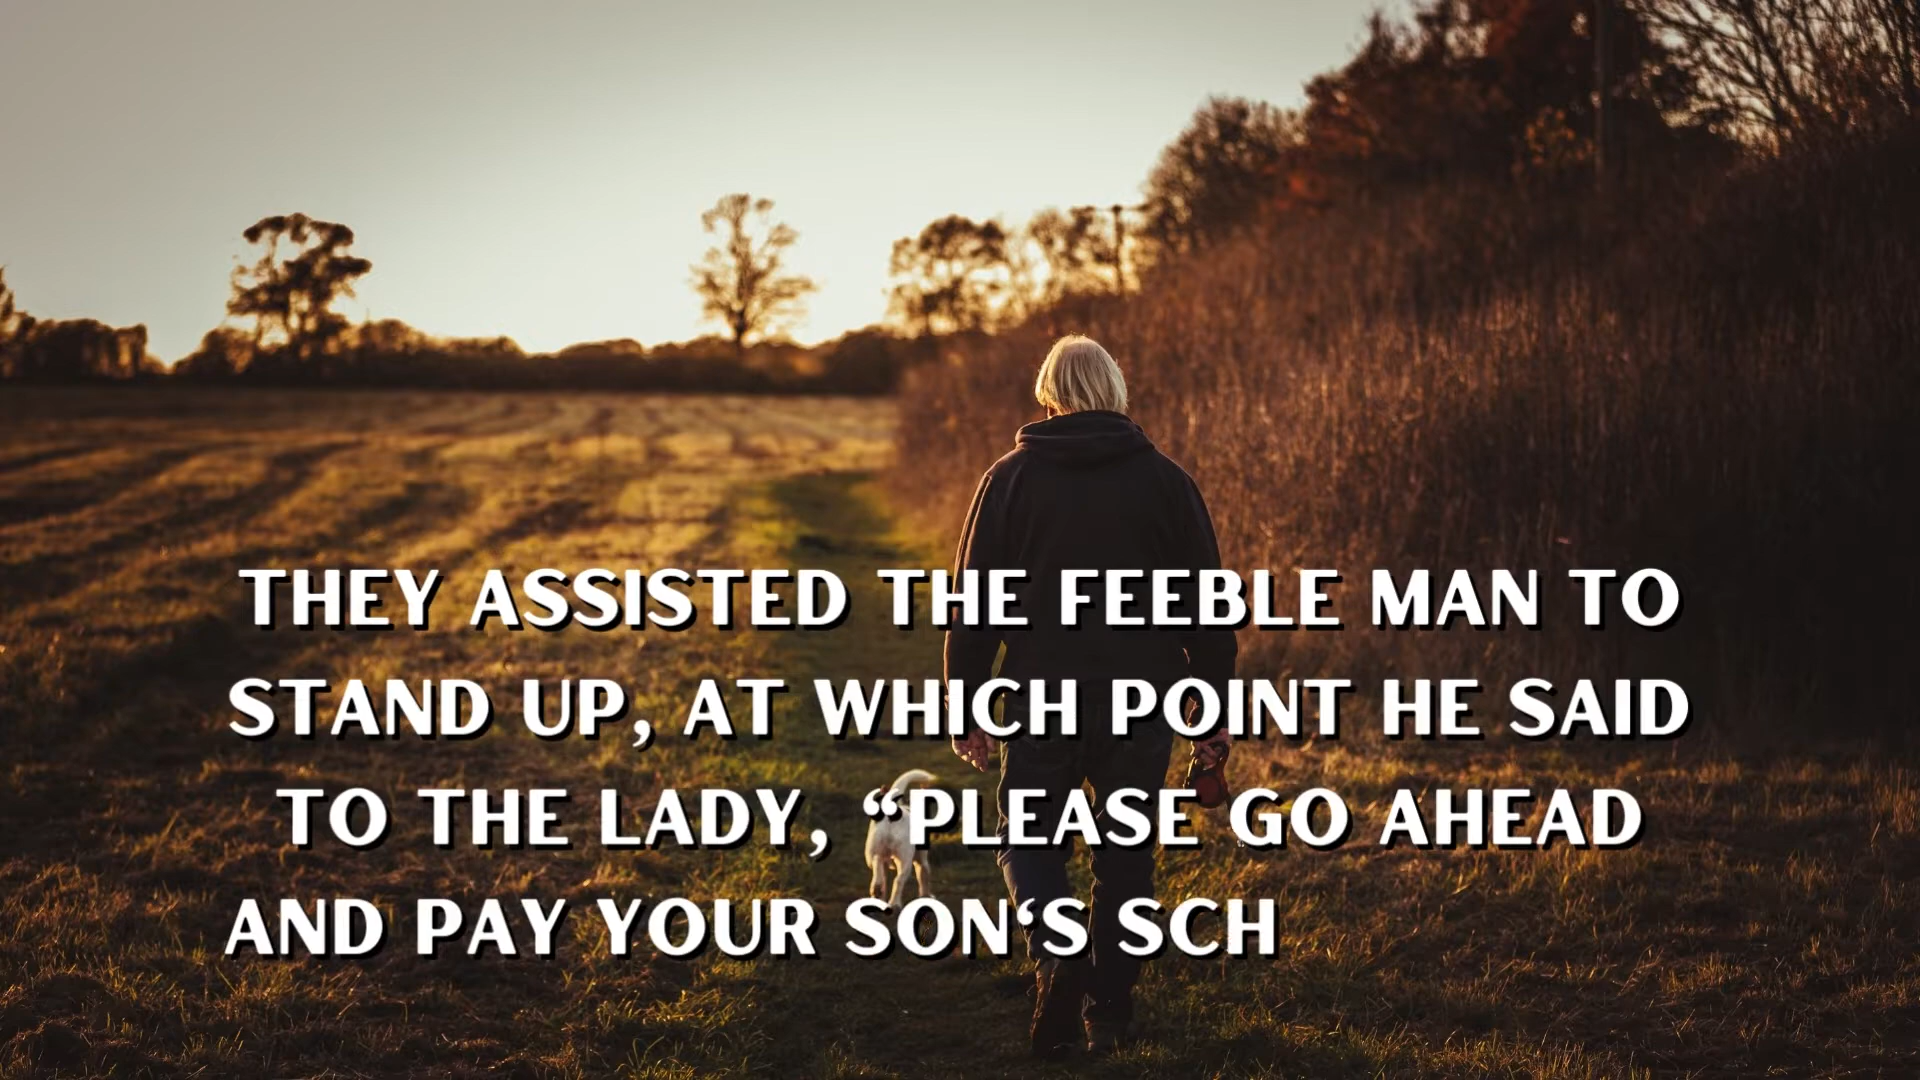 THEY ASSISTED THE FEEBLE MAN TO
STAND UP, AT WHICH POINT HE SAID
TO THE LADY, “PLEASE GO AHEAD
AND PAY YOUR SON‘S SCH